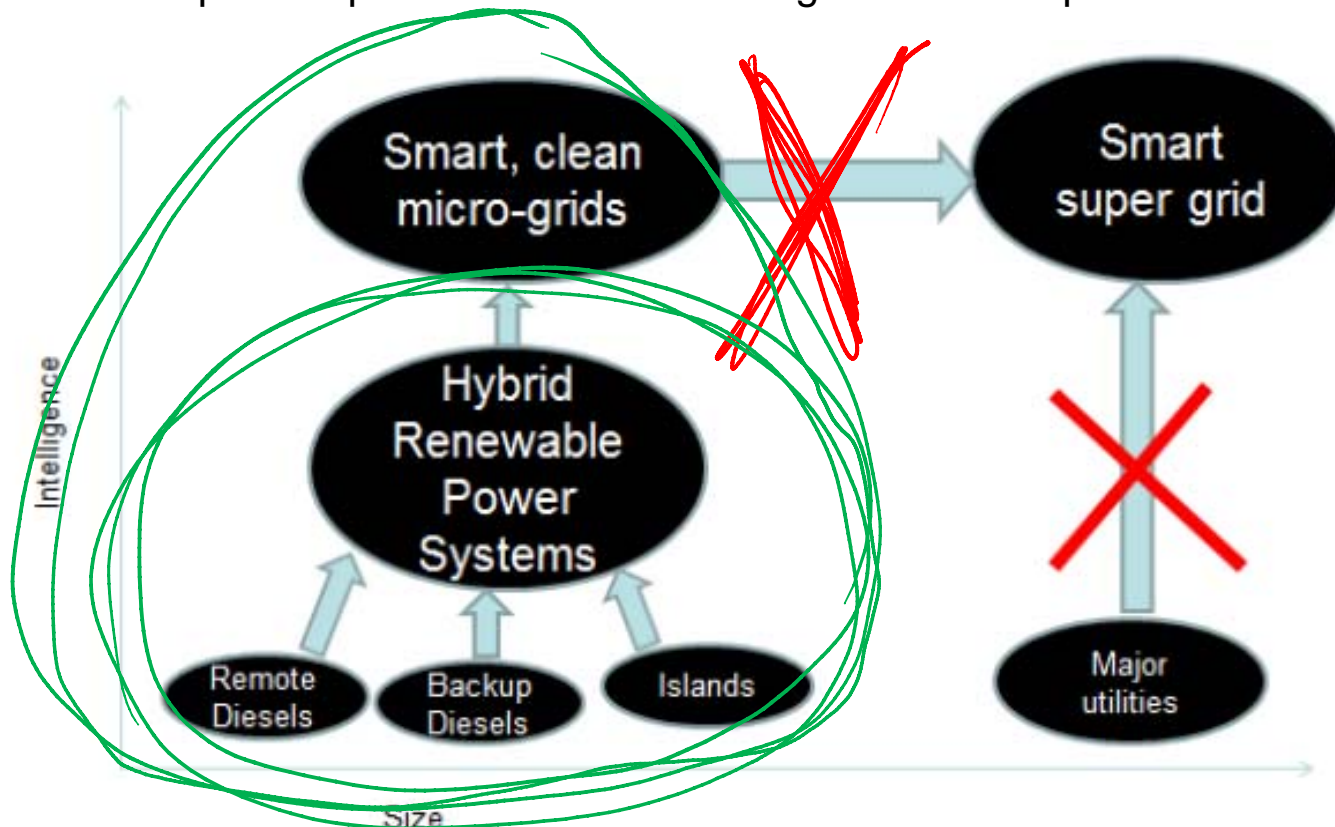 Smart, clean
micro-grids
Smart
super grid
Hybrid
Renewable
Power
Systems
Intelligence
Remote
Diesels
Backup
Diesels
Islands
Major
utilities
Size